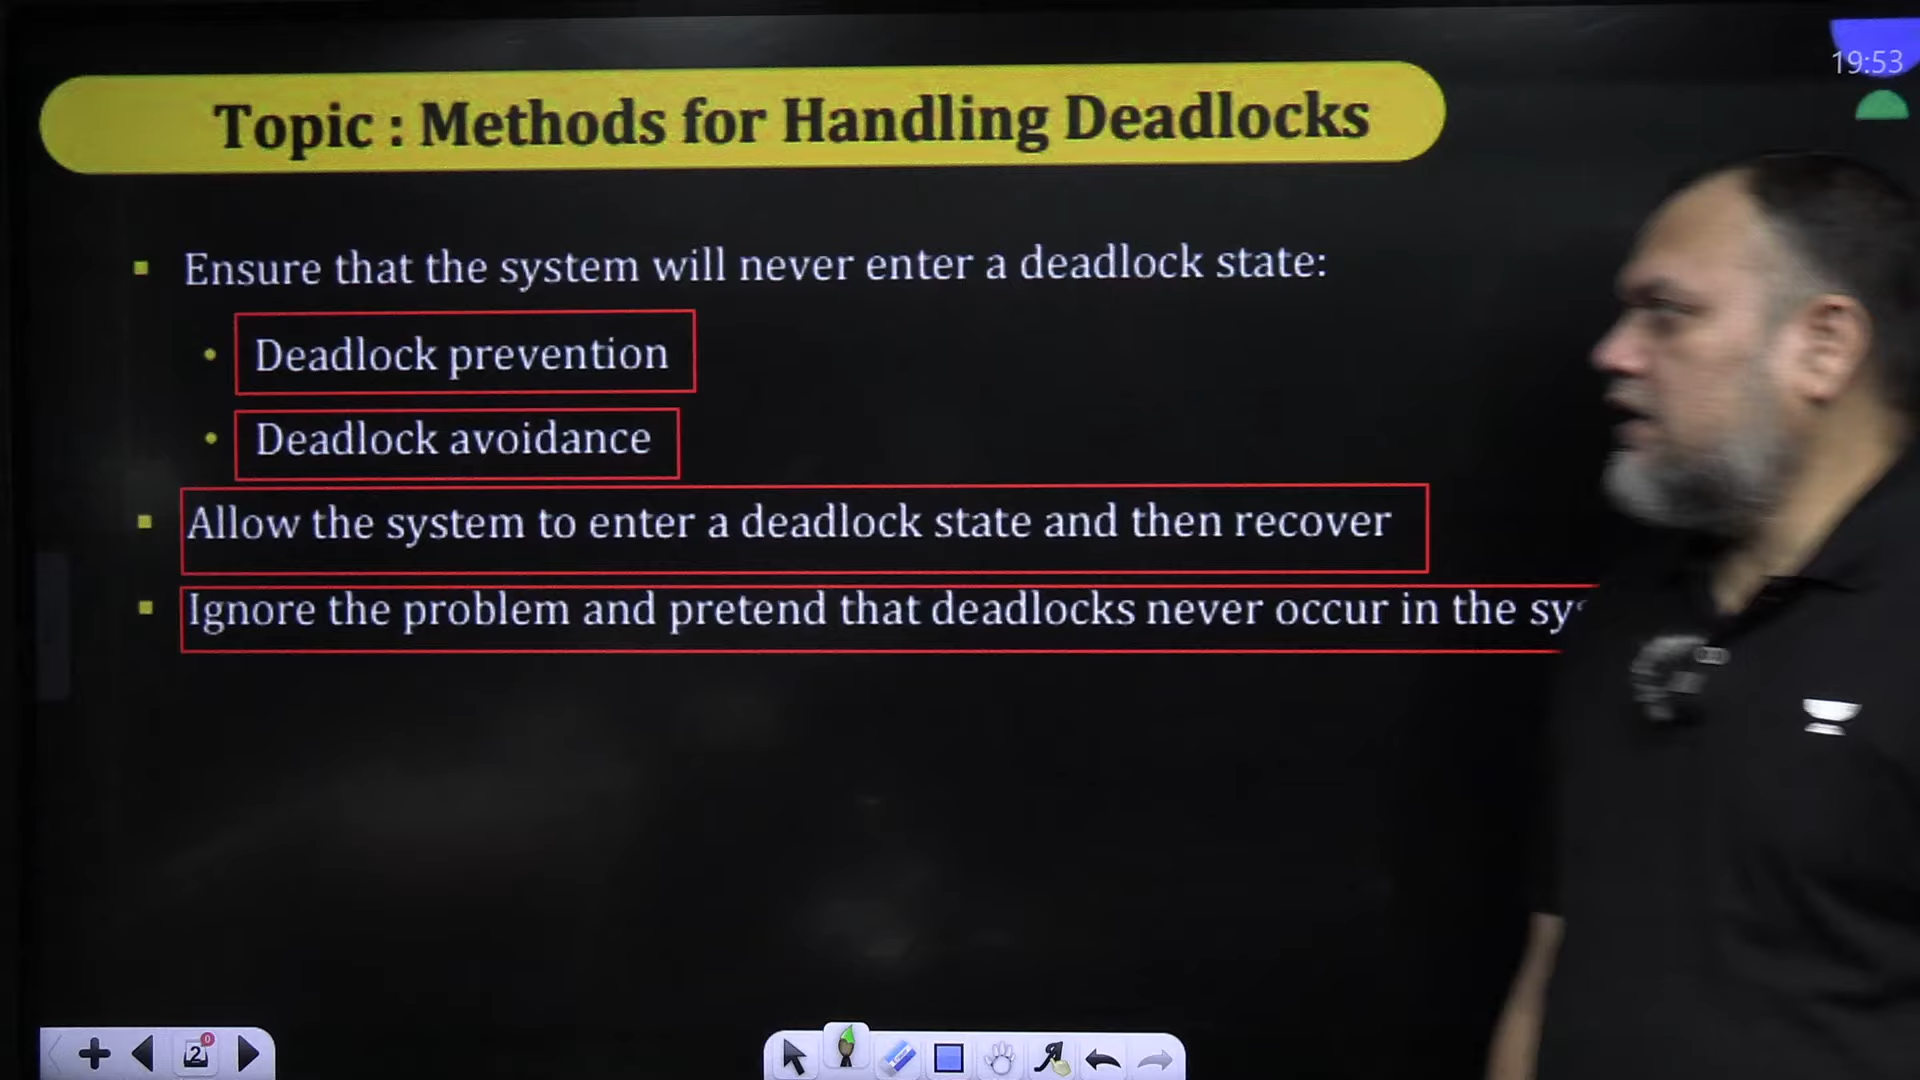 19:53
Topic : Methods for Handling Deadlocks
Ensure that the system will never enter a deadlock state:
Deadlock prevention
Deadlock avoidance
Allow the system to enter a deadlock state and then recover
Ignore the problem and pretend that deadlocks never occur in the
2
0